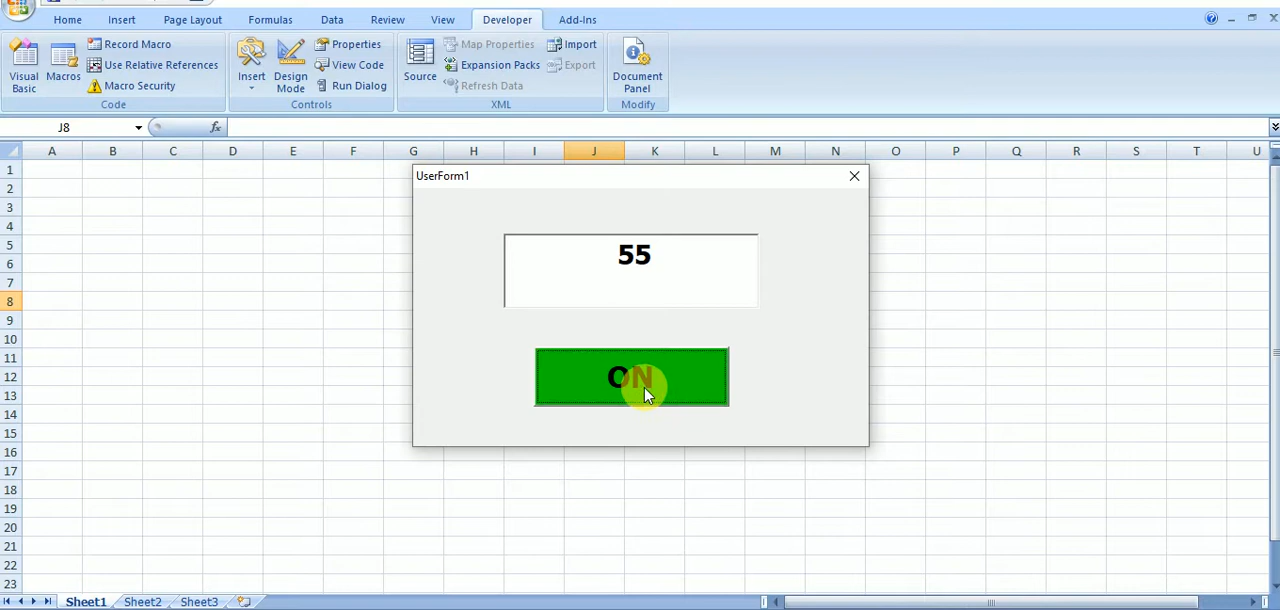 Home Insert Page Layout Formulas Data Review View Developer Add-Ins
Visual Basic
Macros
Record Macro
Use Relative References
Macro Security
Code
Insert
Design Mode
Properties
View Code
Run Dialog
Controls
Source
Map Properties
Expansion Packs
Refresh Data
Import
Export
XML
Document Panel
Modify
J8 fx
A B C D E F G H I J K L M N O P Q R S T U
1
2
3
4
5
6
7
8
9
10
11
12
13
14
15
16
17
18
19
20
21
22
23
UserForm1
55
ON
Sheet1 Sheet2 Sheet3